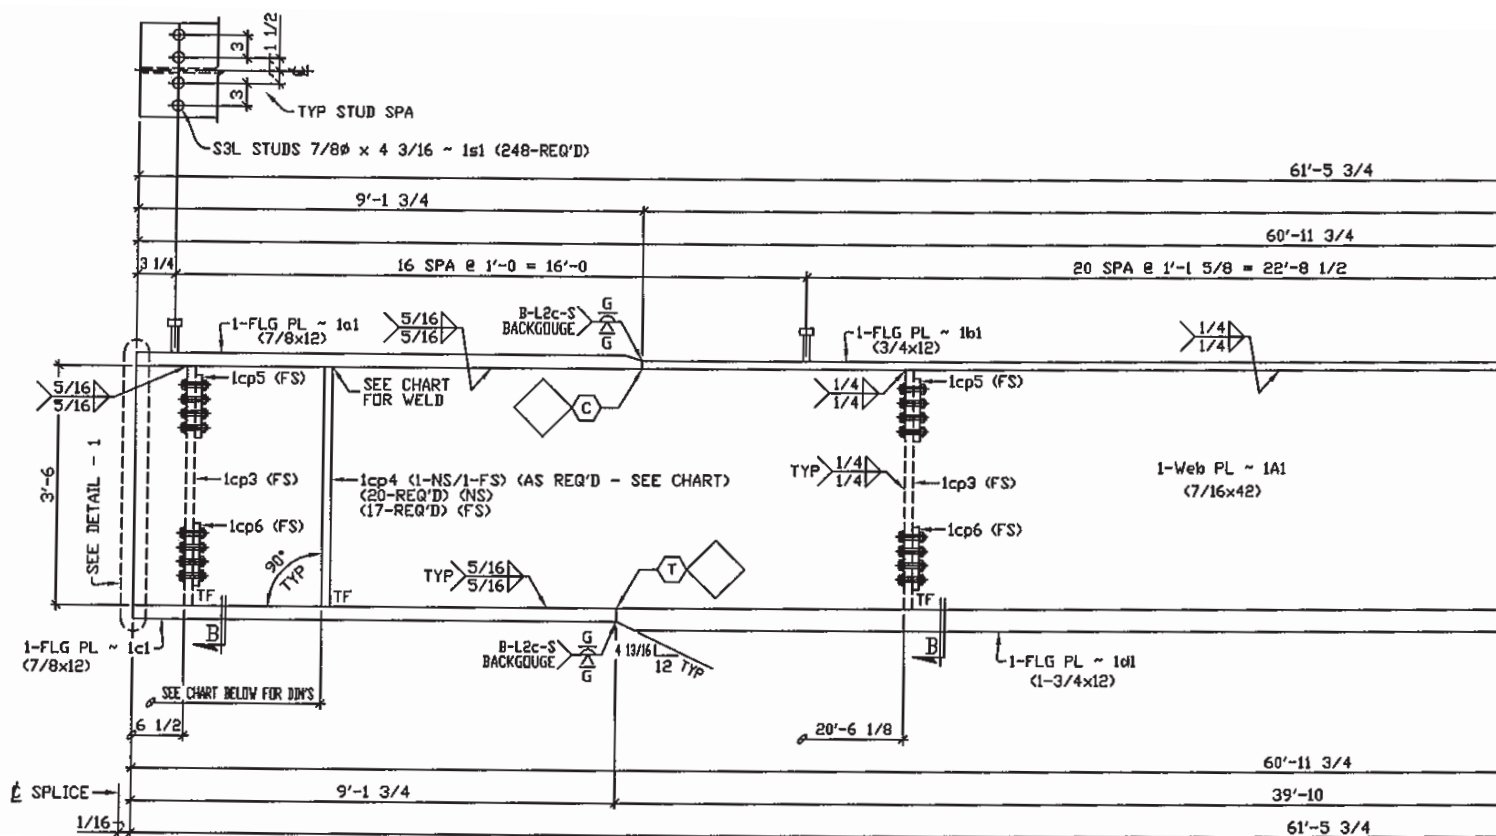 3
1 1/2
3
TYP STUD SPA
S3L STUDS 7/8ø x 4 3/16 ~ 1s1 (248-REQ'D)
61'-5 3/4
9'-1 3/4
60'-11 3/4
3 1/4
16 SPA @ 1'-0 = 16'-0
20 SPA @ 1'-1 5/8 = 22'-8 1/2
1-FLG PL ~ 1a1
(7/8x12)
5/16
5/16
B-L2c-S
BACKGOUGE
G
G
1-FLG PL ~ 1b1
(3/4x12)
1/4
1/4
5/16
5/16
1cp5 (FS)
SEE CHART
FOR WELD
C
1/4
1/4
1cp5 (FS)
3'-6
SEE DETAIL - 1
1cp3 (FS)
1cp4 (1-NS/1-FS) (AS REQ'D - SEE CHART)
(20-REQ'D) (NS)
(17-REQ'D) (FS)
TYP
1/4
1/4
1cp3 (FS)
1-Web PL ~ 1A1
(7/16x42)
1cp6 (FS)
1cp6 (FS)
90°
TYP
TYP
5/16
5/16
T
TF
TF
TF
1-FLG PL ~ 1c1
(7/8x12)
B
B-L2c-S
BACKGOUGE
G
G
4 13/16
12
TYP
B
1-FLG PL ~ 1d1
(1-3/4x12)
SEE CHART BELOW FOR DIM'S
6 1/2
20'-6 1/8
60'-11 3/4
℄ SPLICE
9'-1 3/4
39'-10
1/16
61'-5 3/4